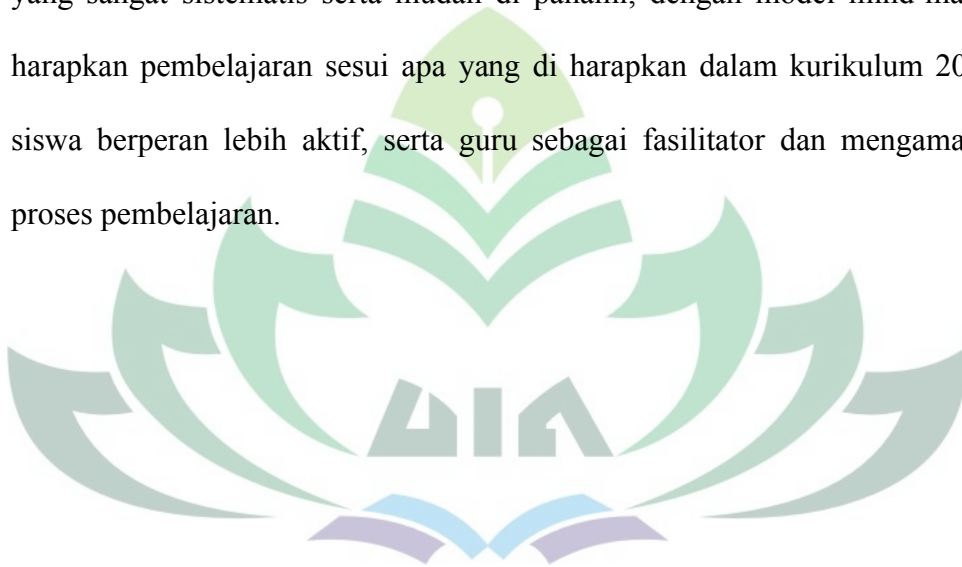 yang sangat sistematis serta mudah di pahami, dengan model mind ma
harapkan pembelajaran sesui apa yang di harapkan dalam kurikulum 20
siswa berperan lebih aktif, serta guru sebagai fasilitator dan mengama
proses pembelajaran.
UIN